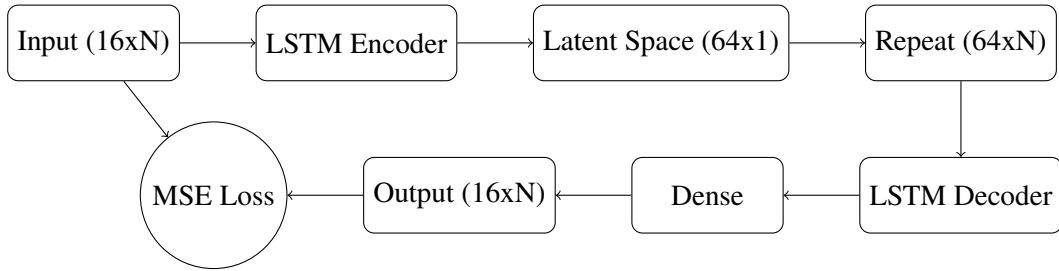 Input (16xN)
LSTM Encoder
Latent Space (64x1)
Repeat (64xN)
MSE Loss
Output (16xN)
Dense
LSTM Decoder